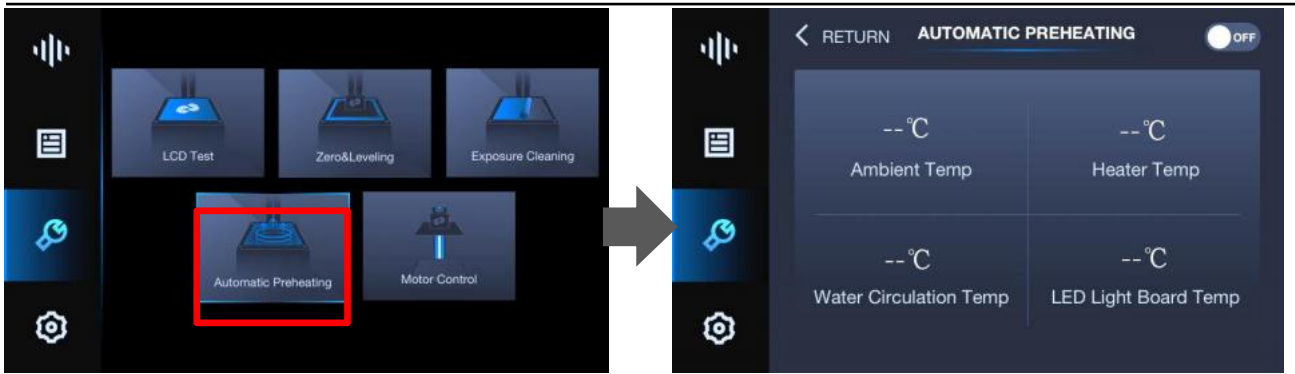 LCD Test
Zero&Leveling
Exposure Cleaning
Automatic Preheating
Motor Control
RETURN AUTOMATIC PREHEATING OFF
--℃ --℃
Ambient Temp Heater Temp
--℃ --℃
Water Circulation Temp LED Light Board Temp